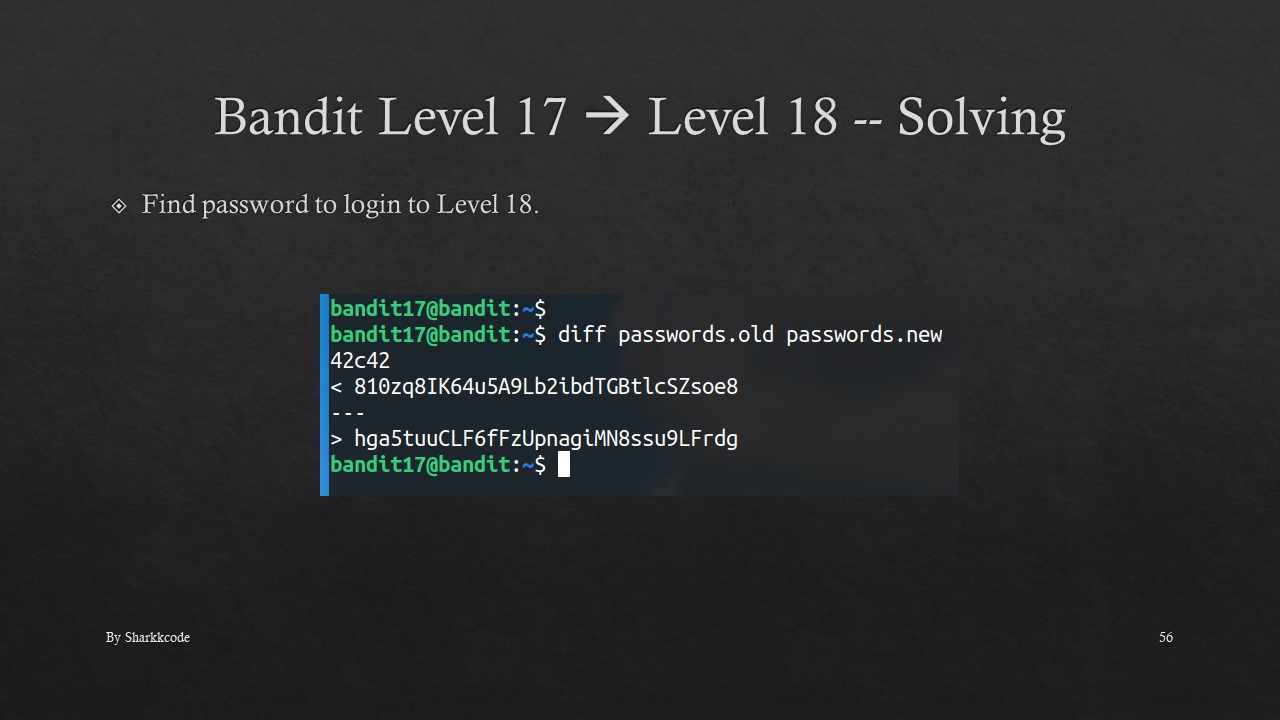 Bandit Level 17 → Level 18 -- Solving
Find password to login to Level 18.
bandit17@bandit:~$
bandit17@bandit:~$ diff passwords.old passwords.new
42c42
< 810zq8IK64u5A9Lb2ibdTGBtlcSZsoe8
---
> hga5tuuCLF6fFzUpnagiMN8ssu9LFrdg
bandit17@bandit:~$
By Sharkkcode
56